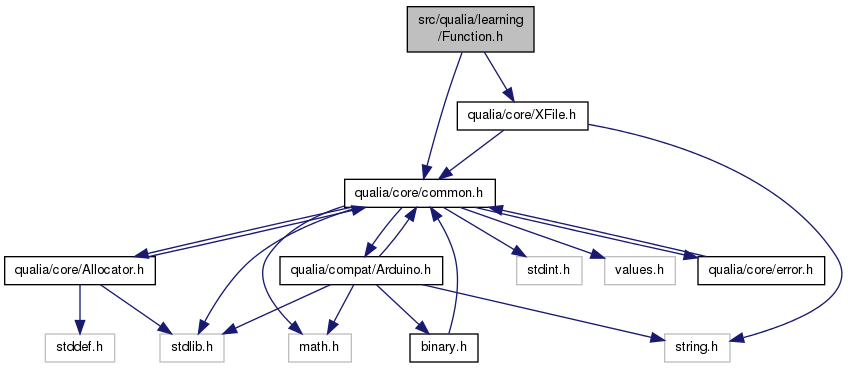 src/qualia/learning
/Function.h
qualia/core/XFile.h
qualia/core/common.h
qualia/core/Allocator.h
qualia/compat/Arduino.h
stdint.h
values.h
qualia/core/error.h
stddef.h
stdlib.h
math.h
binary.h
string.h